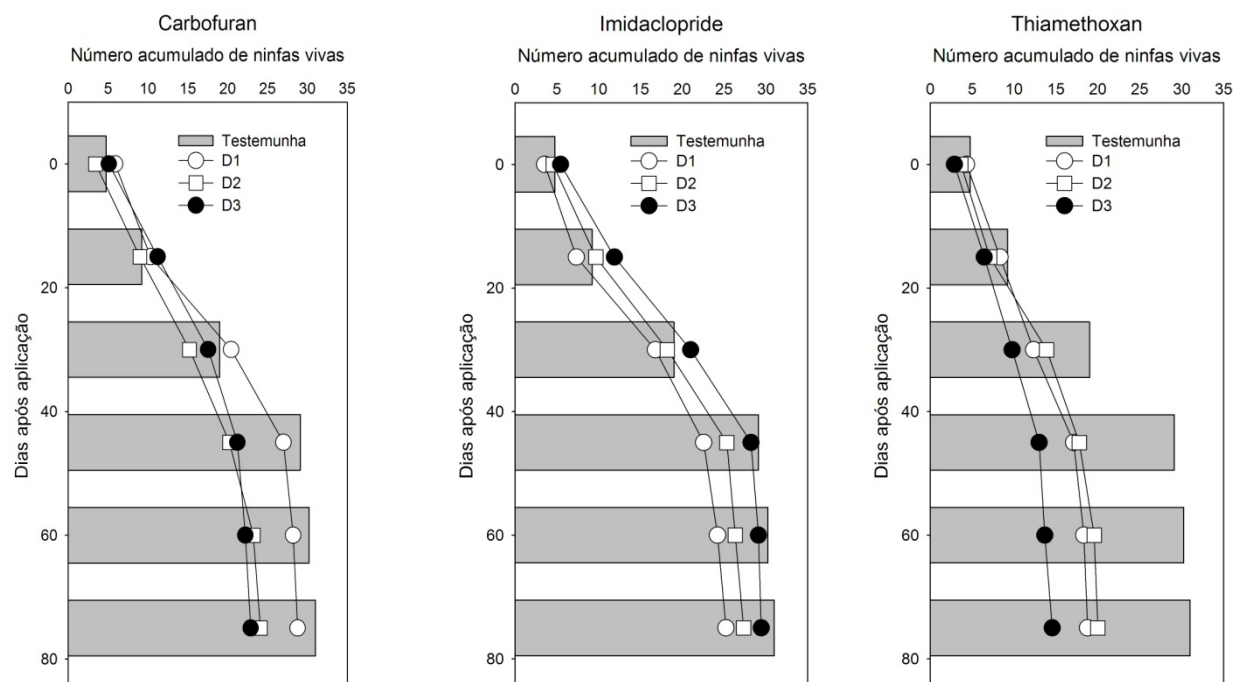 Carbofuran
Número acumulado de ninfas vivas
0 5 10 15 20 25 30 35
Testemunha
D1
D2
D3
Dias após aplicação
0
20
40
60
80
Imidaclopride
Número acumulado de ninfas vivas
0 5 10 15 20 25 30 35
Testemunha
D1
D2
D3
Dias após aplicação
0
20
40
60
80
Thiamethoxan
Número acumulado de ninfas vivas
0 5 10 15 20 25 30 35
Testemunha
D1
D2
D3
Dias após aplicação
0
20
40
60
80